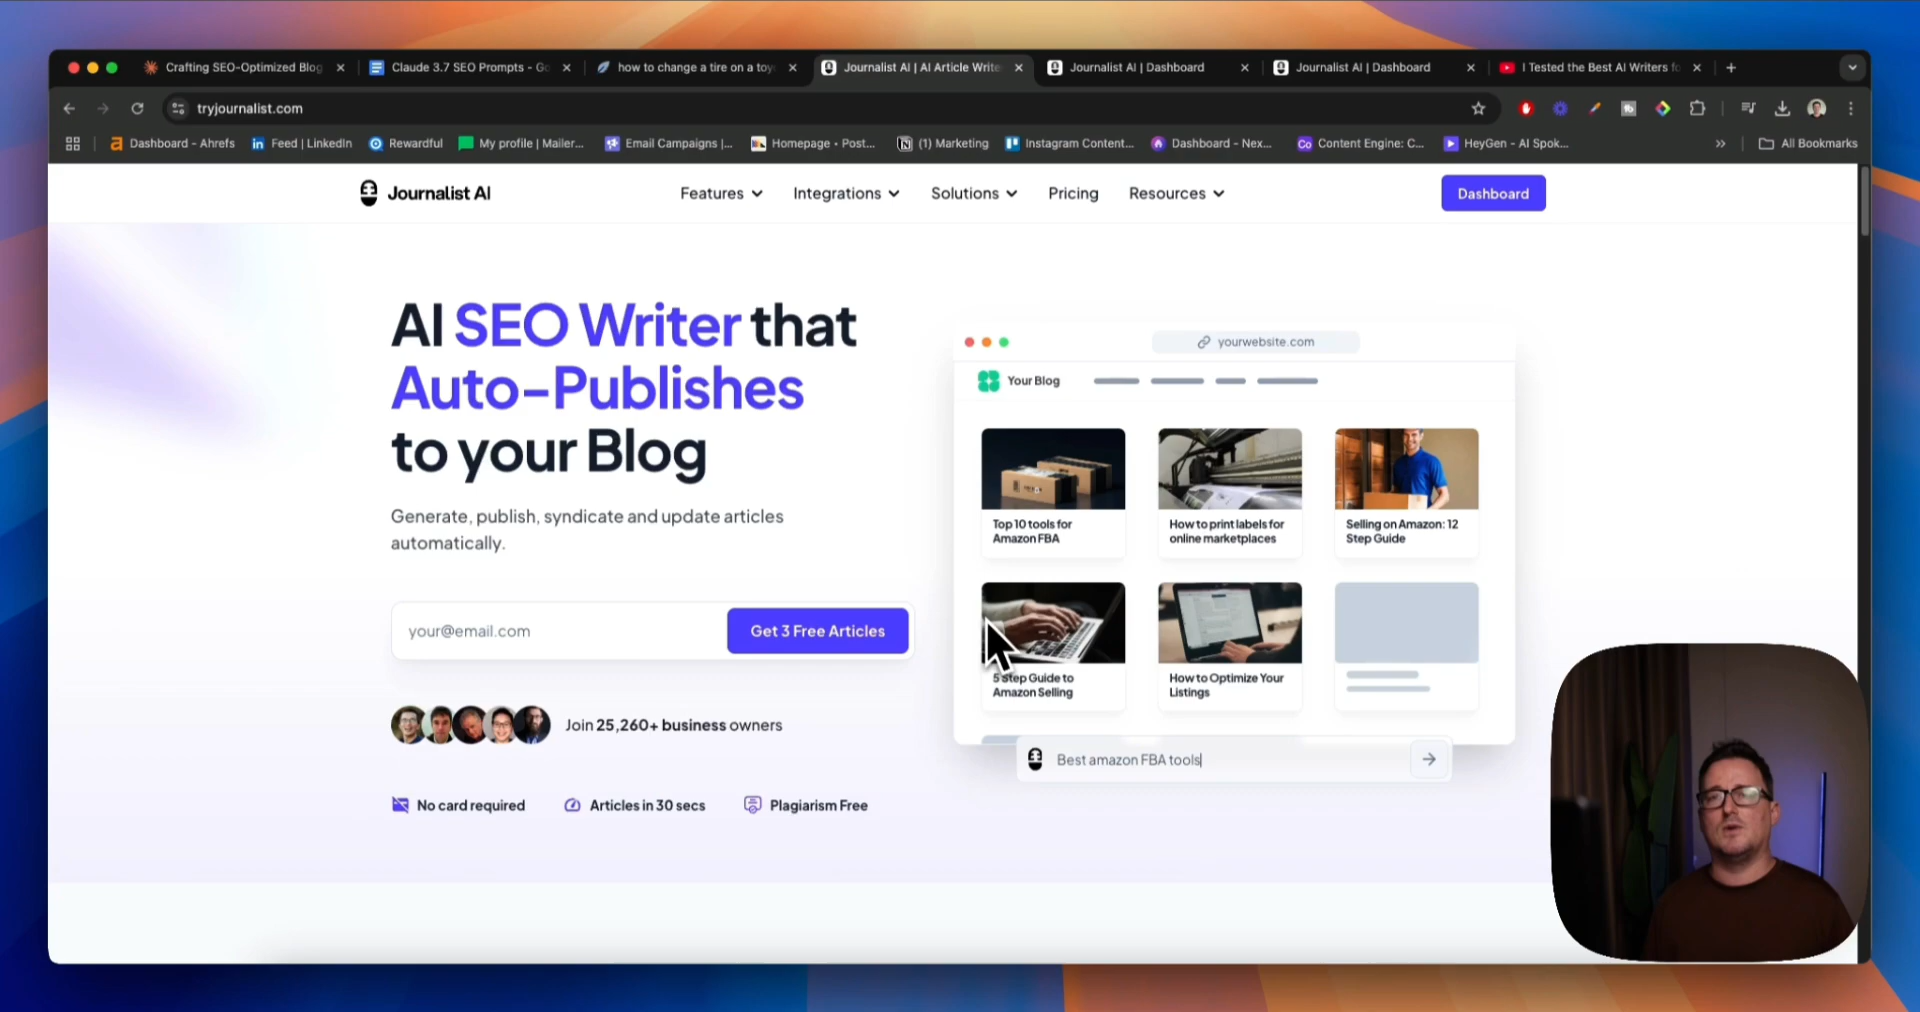 Crafting SEO-Optimized Blog
Claude 3.7 SEO Prompts - Go
how to change a tire on a toy
Journalist AI | AI Article Write
Journalist AI | Dashboard
Journalist AI | Dashboard
I Tested the Best AI Writers fo
tryjournalist.com
Dashboard - Ahrefs
Feed | LinkedIn
Rewardful
My profile | Mailer...
Email Campaigns |...
Homepage • Post...
(1) Marketing
Instagram Content...
Dashboard - Nex...
Content Engine: C...
HeyGen - AI Spok...
All Bookmarks
Journalist AI
Features
Integrations
Solutions
Pricing
Resources
Dashboard
AI SEO Writer that
Auto-Publishes
to your Blog
Generate, publish, syndicate and update articles
automatically.
your@email.com
Get 3 Free Articles
Join 25,260+ business owners
No card required
Articles in 30 secs
Plagiarism Free
yourwebsite.com
Your Blog
Top 10 tools for
Amazon FBA
How to print labels for
online marketplaces
Selling on Amazon: 12
Step Guide
5 Step Guide to
Amazon Selling
How to Optimize Your
Listings
Best amazon FBA tools